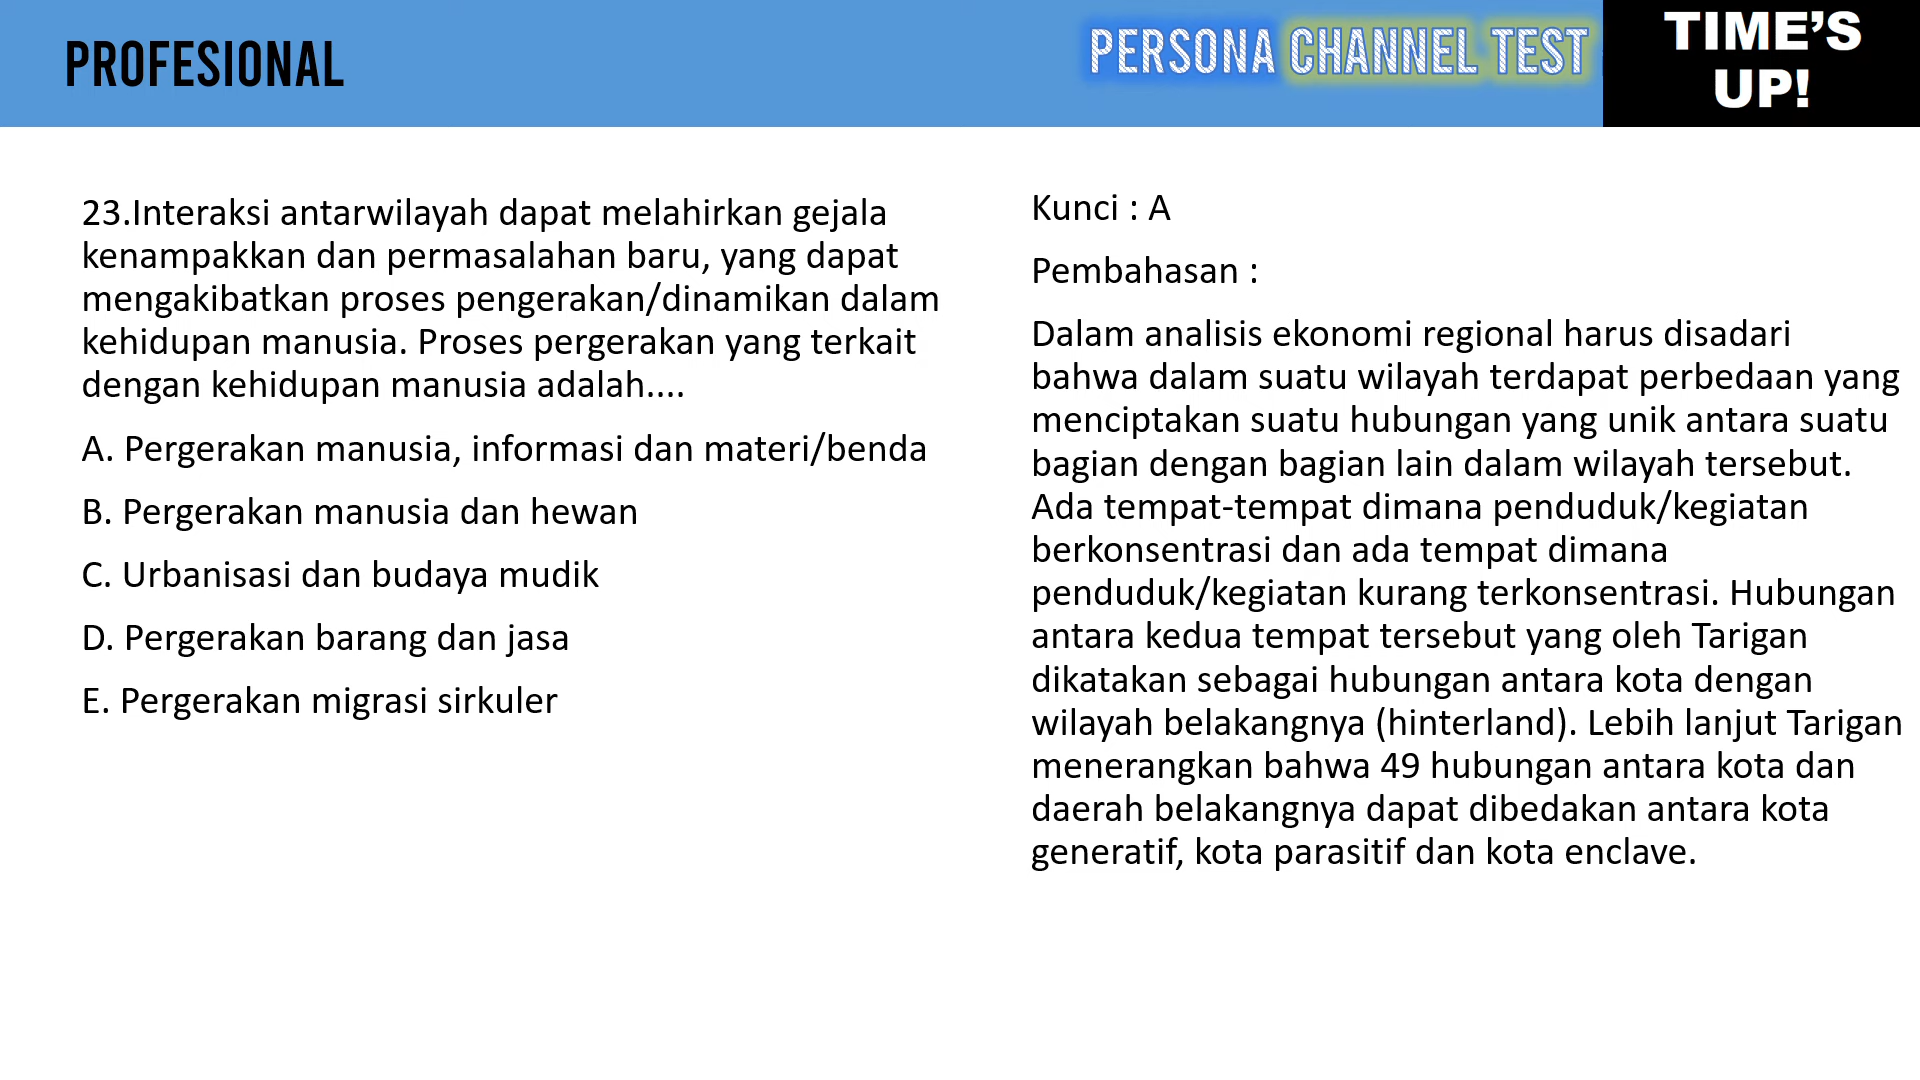 PROFESIONAL
PERSONA CHANNEL TEST
TIME'S
UP!
23.Interaksi antarwilayah dapat melahirkan gejala
kenampakkan dan permasalahan baru, yang dapat
mengakibatkan proses pengerakan/dinamikan dalam
kehidupan manusia. Proses pergerakan yang terkait
dengan kehidupan manusia adalah....
A. Pergerakan manusia, informasi dan materi/benda
B. Pergerakan manusia dan hewan
C. Urbanisasi dan budaya mudik
D. Pergerakan barang dan jasa
E. Pergerakan migrasi sirkuler
Kunci : A
Pembahasan :
Dalam analisis ekonomi regional harus disadari
bahwa dalam suatu wilayah terdapat perbedaan yang
menciptakan suatu hubungan yang unik antara suatu
bagian dengan bagian lain dalam wilayah tersebut.
Ada tempat-tempat dimana penduduk/kegiatan
berkonsentrasi dan ada tempat dimana
penduduk/kegiatan kurang terkonsentrasi. Hubungan
antara kedua tempat tersebut yang oleh Tarigan
dikatakan sebagai hubungan antara kota dengan
wilayah belakangnya (hinterland). Lebih lanjut Tarigan
menerangkan bahwa 49 hubungan antara kota dan
daerah belakangnya dapat dibedakan antara kota
generatif, kota parasitif dan kota enclave.